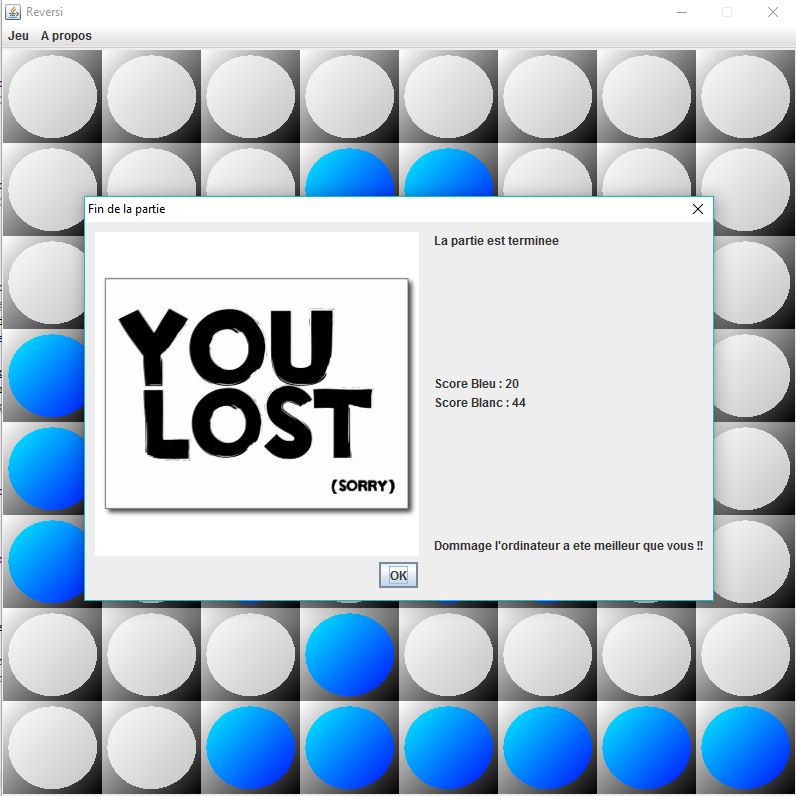 Reversi
Jeu A propos
Fin de la partie
La partie est terminee
YOU
LOST
(SORRY)
Score Bleu : 20
Score Blanc : 44
Dommage l'ordinateur a ete meilleur que vous !!
OK